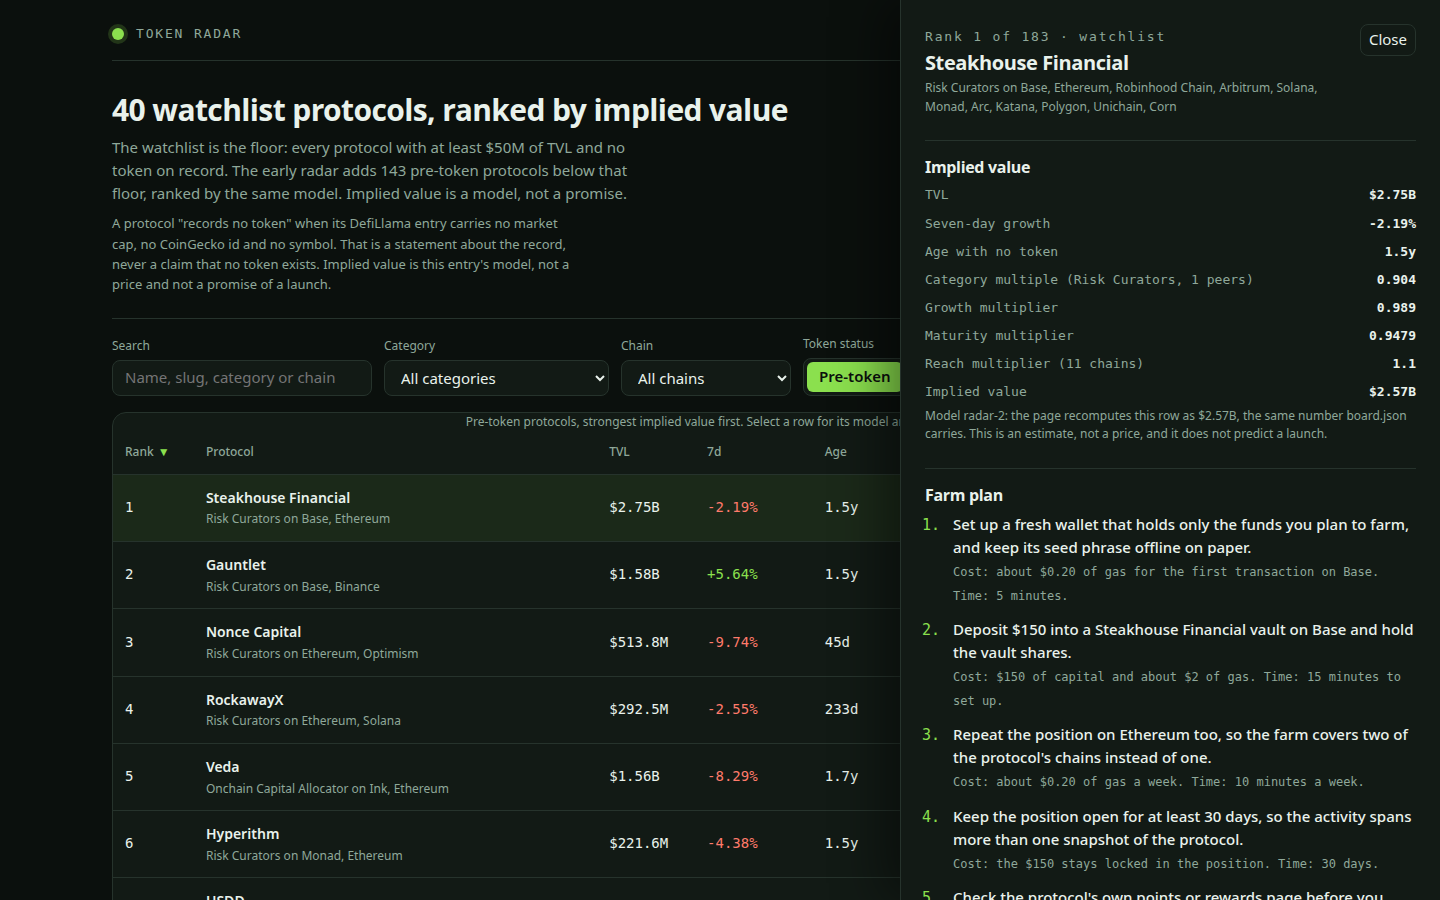 TOKEN RADAR
40 watchlist protocols, ranked by implied value
The watchlist is the floor: every protocol with at least $50M of TVL and no
token on record. The early radar adds 143 pre-token protocols below that
floor, ranked by the same model. Implied value is a model, not a promise.
A protocol "records no token" when its DefiLlama entry carries no market
cap, no CoinGecko id and no symbol. That is a statement about the record,
never a claim that no token exists. Implied value is this entry's model, not a
price and not a promise of a launch.
Search
Category
Chain
Token status
Name, slug, category or chain
All categories
All chains
Pre-token
Pre-token protocols, strongest implied value first. Select a row for its model a
Rank ▼ Protocol TVL 7d Age
1 Steakhouse Financial $2.75B -2.19% 1.5y
Risk Curators on Base, Ethereum
2 Gauntlet $1.58B +5.64% 1.5y
Risk Curators on Base, Binance
3 Nonce Capital $513.8M -9.74% 45d
Risk Curators on Ethereum, Optimism
4 RockawayX $292.5M -2.55% 233d
Risk Curators on Ethereum, Solana
5 Veda $1.56B -8.29% 1.7y
Onchain Capital Allocator on Ink, Ethereum
6 Hyperithm $221.6M -4.38% 1.5y
Risk Curators on Monad, Ethereum
Rank 1 of 183 · watchlist
Close
Steakhouse Financial
Risk Curators on Base, Ethereum, Robinhood Chain, Arbitrum, Solana,
Monad, Arc, Katana, Polygon, Unichain, Corn
Implied value
TVL $2.75B
Seven-day growth -2.19%
Age with no token 1.5y
Category multiple (Risk Curators, 1 peers) 0.904
Growth multiplier 0.989
Maturity multiplier 0.9479
Reach multiplier (11 chains) 1.1
Implied value $2.57B
Model radar-2: the page recomputes this row as $2.57B, the same number board.json
carries. This is an estimate, not a price, and it does not predict a launch.
Farm plan
1. Set up a fresh wallet that holds only the funds you plan to farm,
and keep its seed phrase offline on paper.
Cost: about $0.20 of gas for the first transaction on Base.
Time: 5 minutes.
2. Deposit $150 into a Steakhouse Financial vault on Base and hold
the vault shares.
Cost: $150 of capital and about $2 of gas. Time: 15 minutes to
set up.
3. Repeat the position on Ethereum too, so the farm covers two of
the protocol's chains instead of one.
Cost: about $0.20 of gas a week. Time: 10 minutes a week.
4. Keep the position open for at least 30 days, so the activity spans
more than one snapshot of the protocol.
Cost: the $150 stays locked in the position. Time: 30 days.
5. Check the protocol's own points or rewards page before you